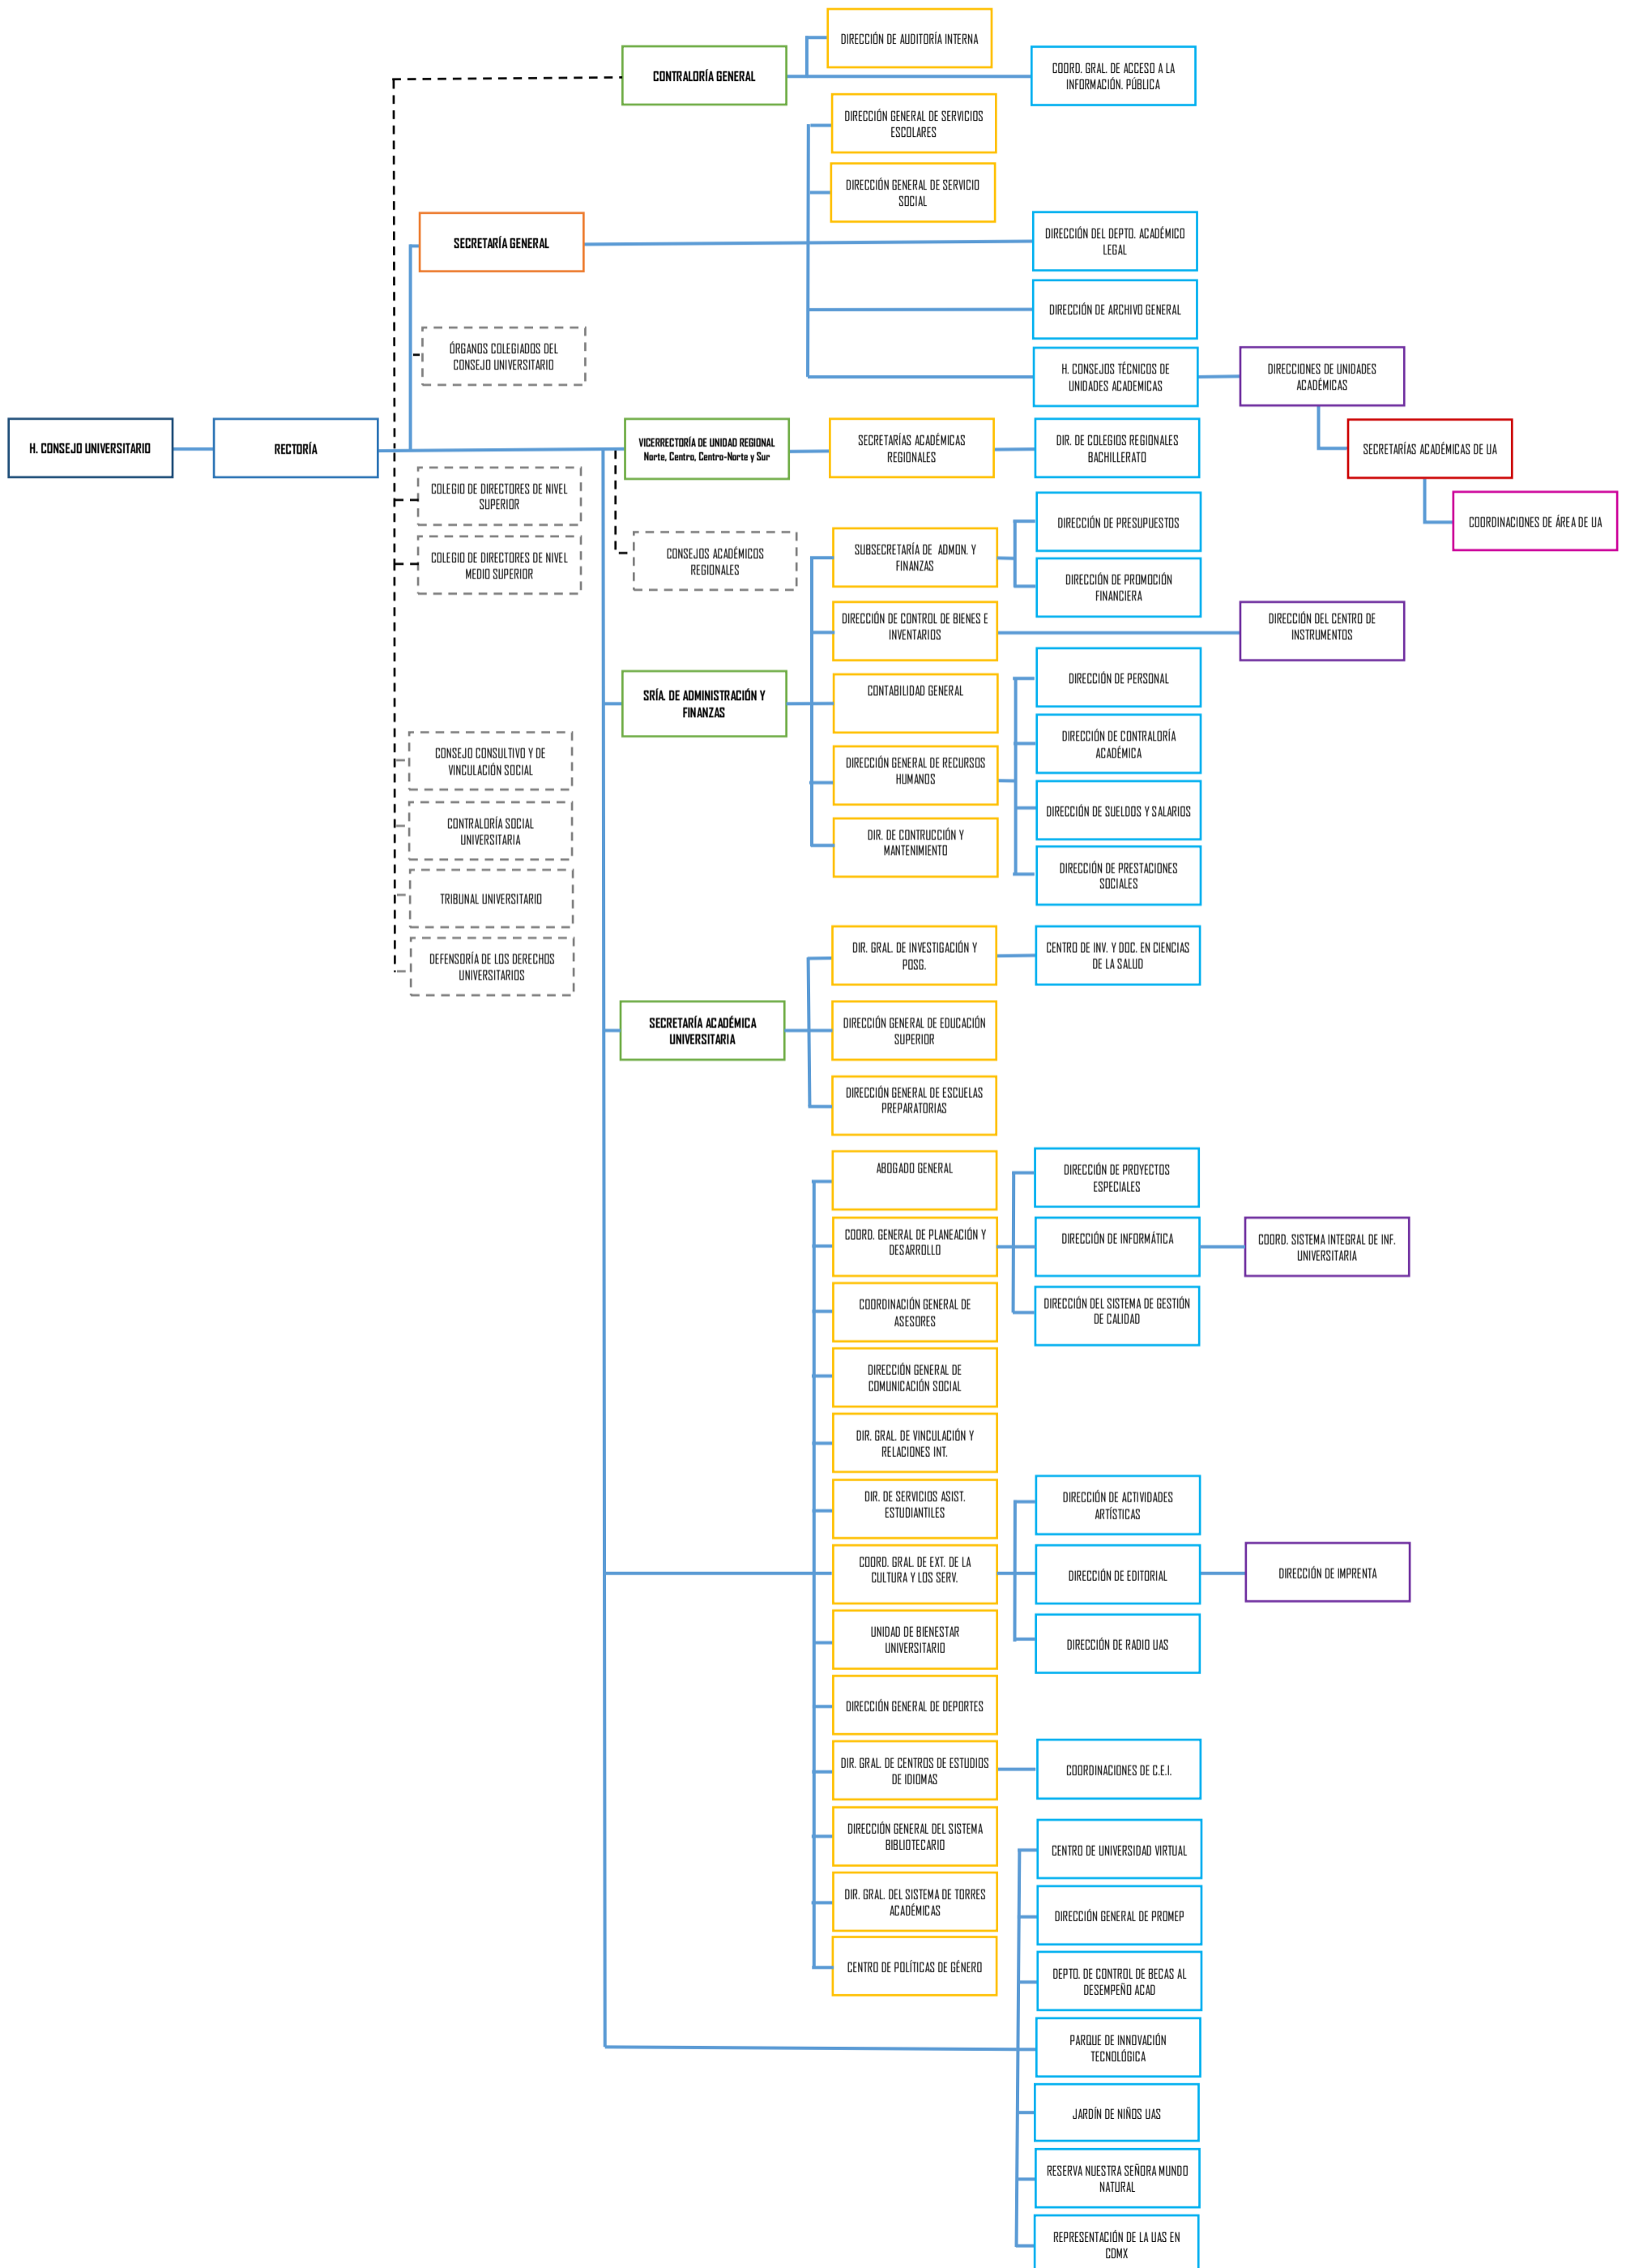 DIRECCIÓN DE AUDITORÍA INTERNA
CONTRALORÍA GENERAL
COORD. GRAL. DE ACCESO A LA
INFORMACIÓN. PÚBLICA
DIRECCIÓN GENERAL DE SERVICIOS
ESCOLARES
DIRECCIÓN GENERAL DE SERVICIO
SOCIAL
SECRETARÍA GENERAL
DIRECCIÓN DEL DEPTO. ACADÉMICO
LEGAL
DIRECCIÓN DE ARCHIVO GENERAL
ÓRGANOS COLEGIADOS DEL
CONSEJO UNIVERSITARIO
H. CONSEJOS TÉCNICOS DE
UNIDADES ACADEMICAS
DIRECCIONES DE UNIDADES
ACADÉMICAS
H. CONSEJO UNIVERSITARIO
RECTORÍA
VICERRECTORÍA DE UNIDAD REGIONAL
Norte, Centro, Centro-Norte y Sur
SECRETARÍAS ACADÉMICAS
REGIONALES
DIR. DE COLEGIOS REGIONALES
BACHILLERATO
SECRETARÍAS ACADÉMICAS DE UA
COLEGIO DE DIRECTORES DE NIVEL
SUPERIOR
COORDINACIONES DE ÁREA DE UA
COLEGIO DE DIRECTORES DE NIVEL
MEDIO SUPERIOR
CONSEJOS ACADÉMICOS
REGIONALES
SUBSECRETARÍA DE  ADMON. Y
FINANZAS
DIRECCIÓN DE PRESUPUESTOS
DIRECCIÓN DE PROMOCIÓN
FINANCIERA
DIRECCIÓN DE CONTROL DE BIENES E
INVENTARIOS
DIRECCIÓN DEL CENTRO DE
INSTRUMENTOS
SRÍA. DE ADMINISTRACIÓN Y
FINANZAS
CONTABILIDAD GENERAL
DIRECCIÓN DE PERSONAL
DIRECCIÓN DE CONTRALORÍA
ACADÉMICA
CONSEJO CONSULTIVO Y DE
VINCULACIÓN SOCIAL
DIRECCIÓN GENERAL DE RECURSOS
HUMANOS
DIRECCIÓN DE SUELDOS Y SALARIOS
CONTRALORÍA SOCIAL
UNIVERSITARIA
DIR. DE CONTRUCCIÓN Y
MANTENIMIENTO
DIRECCIÓN DE PRESTACIONES
SOCIALES
TRIBUNAL UNIVERSITARIO
DEFENSORÍA DE LOS DERECHOS
UNIVERSITARIOS
DIR. GRAL. DE INVESTIGACIÓN Y
POSG.
CENTRO DE INV. Y DOC. EN CIENCIAS
DE LA SALUD
SECRETARÍA ACADÉMICA
UNIVERSITARIA
DIRECCIÓN GENERAL DE EDUCACIÓN
SUPERIOR
DIRECCIÓN GENERAL DE ESCUELAS
PREPARATORIAS
ABOGADO GENERAL
DIRECCIÓN DE PROYECTOS
ESPECIALES
COORD. GENERAL DE PLANEACIÓN Y
DESARROLLO
DIRECCIÓN DE INFORMÁTICA
COORD. SISTEMA INTEGRAL DE INF.
UNIVERSITARIA
COORDINACIÓN GENERAL DE
ASESORES
DIRECCIÓN DEL SISTEMA DE GESTIÓN
DE CALIDAD
DIRECCIÓN GENERAL DE
COMUNICACIÓN SOCIAL
DIR. GRAL. DE VINCULACIÓN Y
RELACIONES INT.
DIR. DE SERVICIOS ASIST.
ESTUDIANTILES
DIRECCIÓN DE ACTIVIDADES
ARTÍSTICAS
COORD. GRAL. DE EXT. DE LA
CULTURA Y LOS SERV.
DIRECCIÓN DE EDITORIAL
DIRECCIÓN DE IMPRENTA
UNIDAD DE BIENESTAR
UNIVERSITARIO
DIRECCIÓN DE RADIO UAS
DIRECCIÓN GENERAL DE DEPORTES
DIR. GRAL. DE CENTROS DE ESTUDIOS
DE IDIOMAS
COORDINACIONES DE C.E.I.
DIRECCIÓN GENERAL DEL SISTEMA
BIBLIOTECARIO
CENTRO DE UNIVERSIDAD VIRTUAL
DIR. GRAL. DEL SISTEMA DE TORRES
ACADÉMICAS
DIRECCIÓN GENERAL DE PROMEP
CENTRO DE POLÍTICAS DE GÉNERO
DEPTO. DE CONTROL DE BECAS AL
DESEMPEÑO ACAD
PARQUE DE INNOVACIÓN
TECNOLÓGICA
JARDÍN DE NIÑOS UAS
RESERVA NUESTRA SEÑORA MUNDO
NATURAL
REPRESENTACIÓN DE LA UAS EN
CDMX